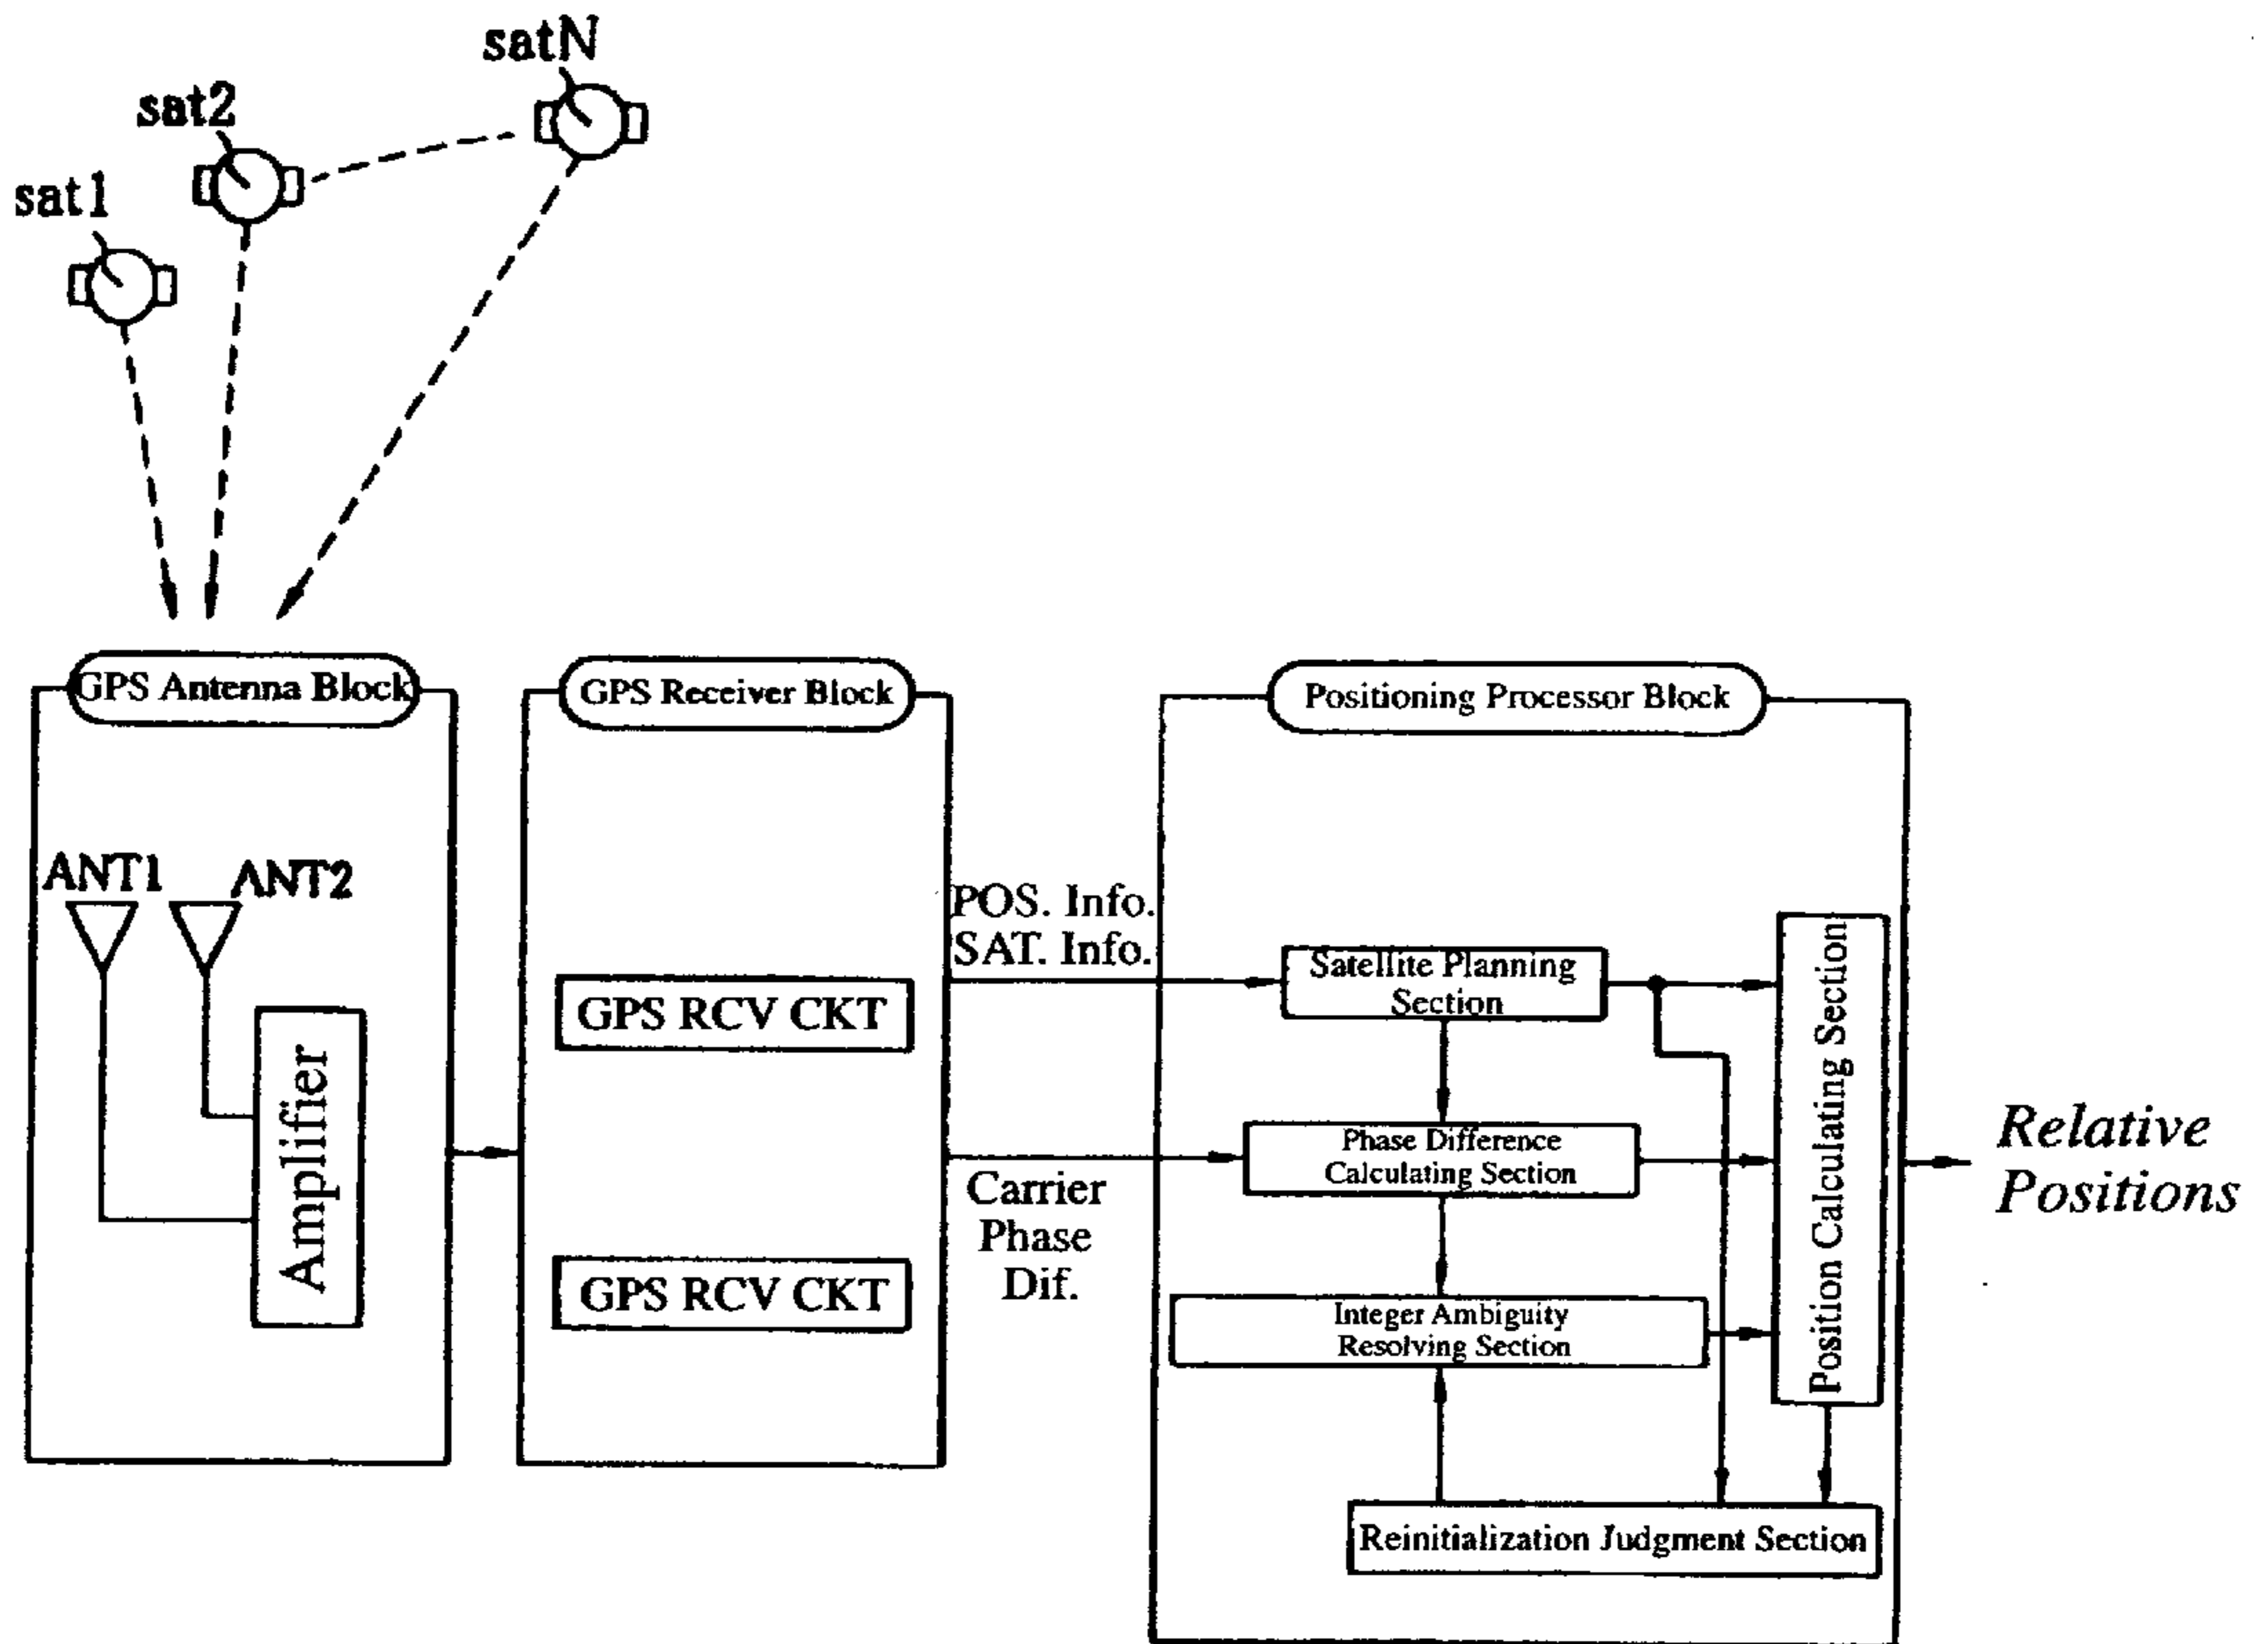 satN
sat2
sat1
GPS Antenna Block
GPS Receiver Block
Positioning Processor Block
ANT1
ANT2
Amplifier
GPS RCV CKT
GPS RCV CKT
POS. Info.
SAT. Info.
Carrier
Phase
Dif.
Satellite Planning
Section
Phase Difference
Calculating Section
Integer Ambiguity
Resolving Section
Position Calculating Section
Reinitialization Judgment Section
Relative
Positions